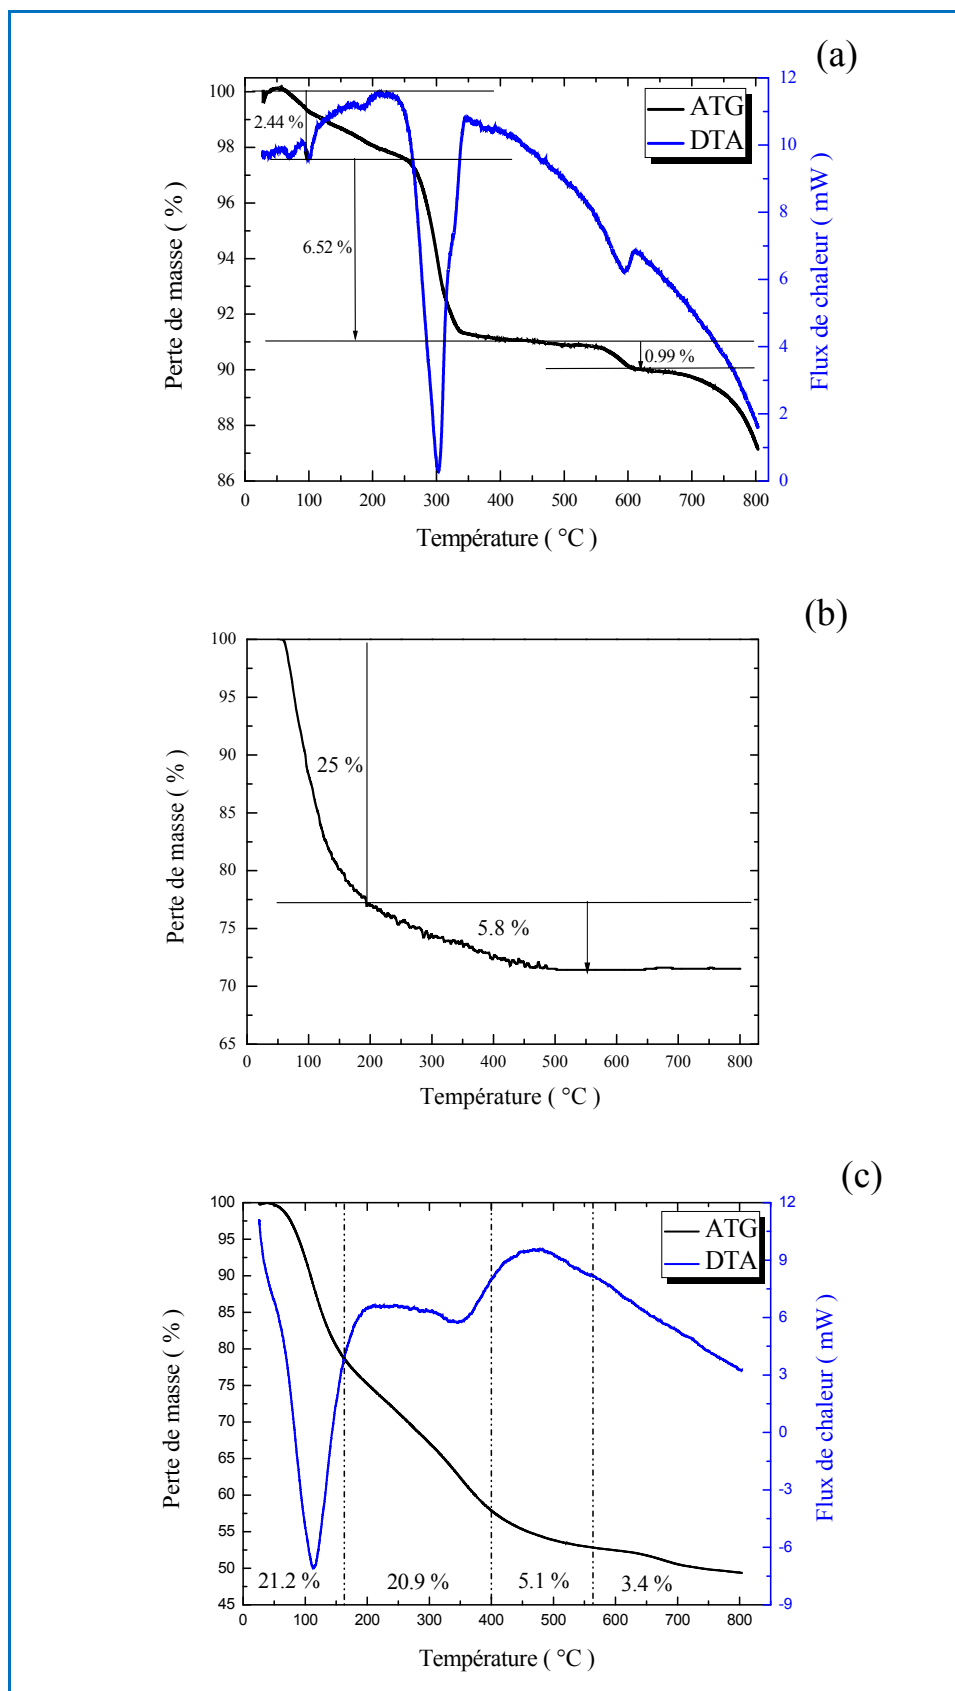 (a)
100
98
96
94
92
90
88
86
Perte de masse ( % )
2.44 %
6.52 %
0.99 %
ATG
DTA
12
10
8
6
4
2
0
Flux de chaleur ( mW )
0 100 200 300 400 500 600 700 800
Température ( °C )
(b)
100
95
90
85
80
75
70
65
Perte de masse ( % )
25 %
5.8 %
0 100 200 300 400 500 600 700 800
Température ( °C )
(c)
100
95
90
85
80
75
70
65
60
55
50
45
Perte de masse ( % )
ATG
DTA
21.2 % 20.9 % 5.1 % 3.4 %
12
9
6
3
0
-3
-6
-9
Flux de chaleur ( mW )
0 100 200 300 400 500 600 700 800
Température ( °C )